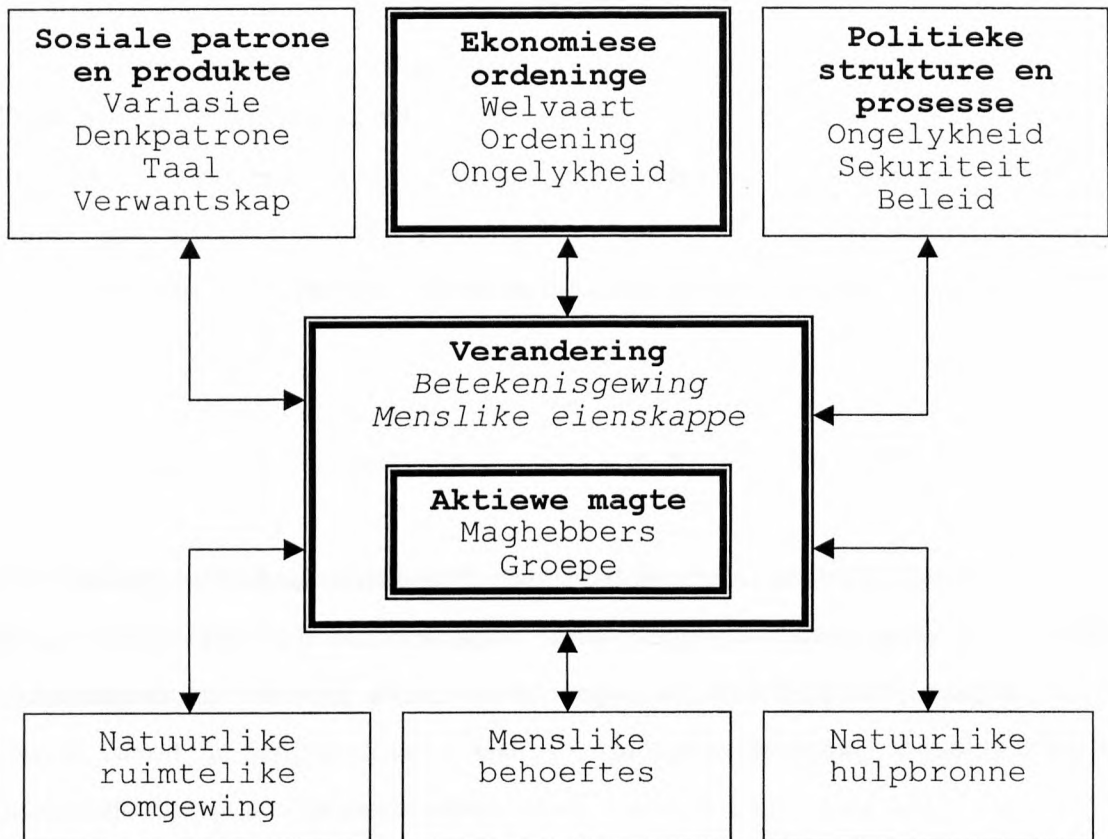 Sosiale patrone
en produkte
Variasie
Denkpatrone
Taal
Verwantskap
Ekonomiese
ordeninge
Welvaart
Ordening
Ongelykheid
Politieke
strukture en
prosesse
Ongelykheid
Sekuriteit
Beleid
Verandering
Betekenisgewing
Menslike eienskappe
Aktiewe magte
Maghebbers
Groepe
Natuurlike
ruimtelike
omgewing
Menslike
behoeftes
Natuurlike
hulpbronne